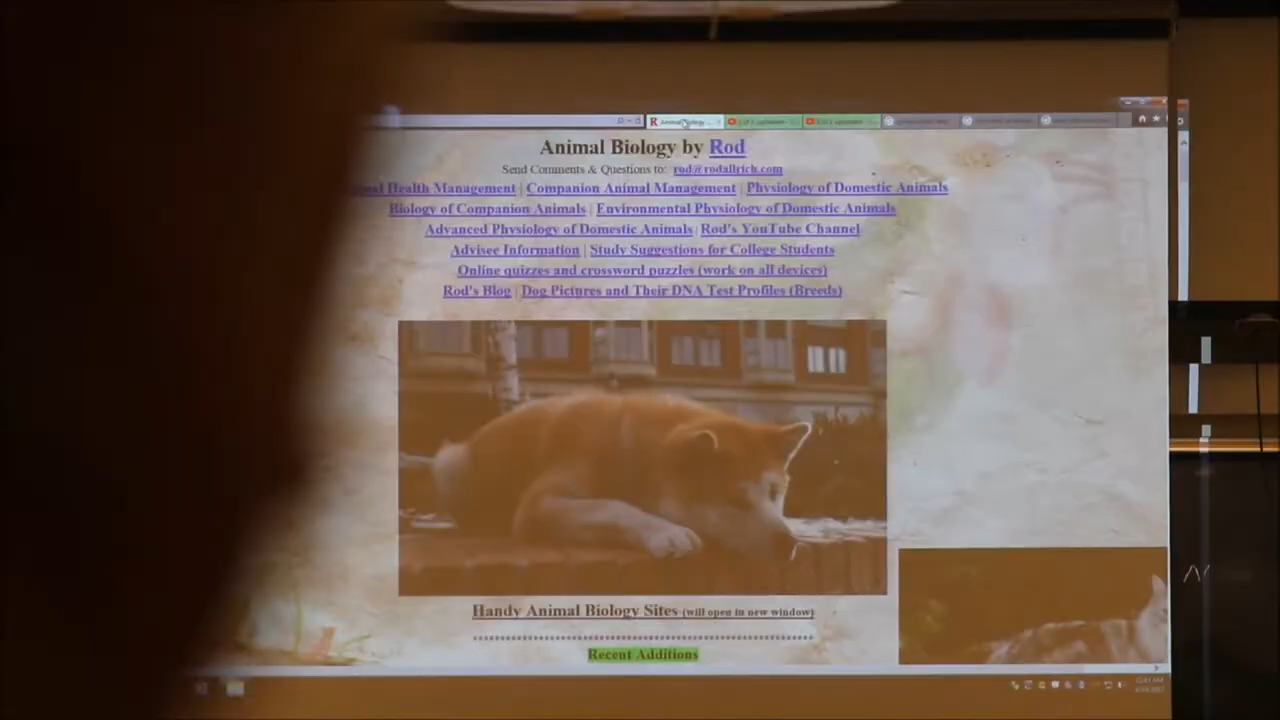 Animal Biology by Rod
Send Comments & Questions to: rod@rodallrich.com
Health Management | Companion Animal Management | Physiology of Domestic Animals
Biology of Companion Animals | Environmental Physiology of Domestic Animals
Advanced Physiology of Domestic Animals | Rod's YouTube Channel
Advisee Information | Study Suggestions for College Students
Online quizzes and crossword puzzles (work on all devices)
Rod's Blog | Dog Pictures and Their DNA Test Profiles (Breeds)
Handy Animal Biology Sites (will open in new window)
Recent Additions